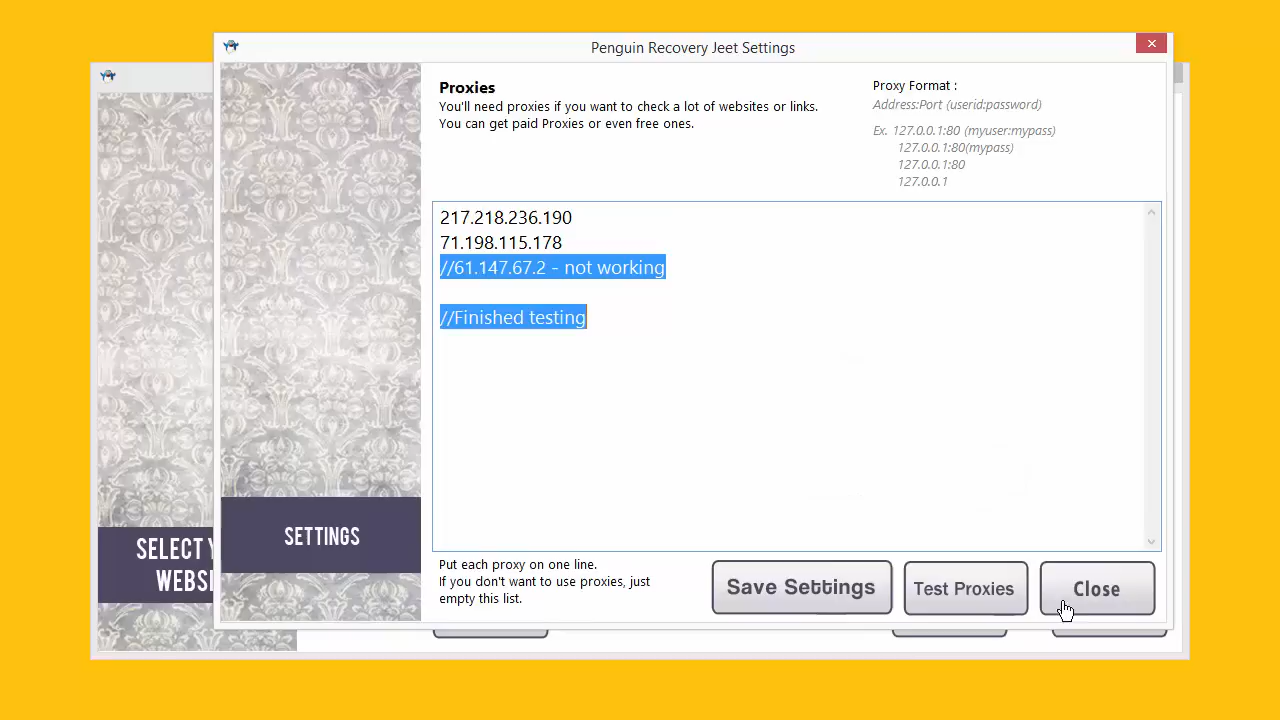 Penguin Recovery Jeet Settings
Proxies
You'll need proxies if you want to check a lot of websites or links.
You can get paid Proxies or even free ones.
Proxy Format :
Address:Port (userid:password)
Ex. 127.0.0.1:80 (myuser:mypass)
127.0.0.1:80(mypass)
127.0.0.1:80
127.0.0.1
217.218.236.190
71.198.115.178
//61.147.67.2 - not working
//Finished testing
SETTINGS
SELECT
WEBS
Put each proxy on one line.
If you don't want to use proxies, just
empty this list.
Save Settings
Test Proxies
Close